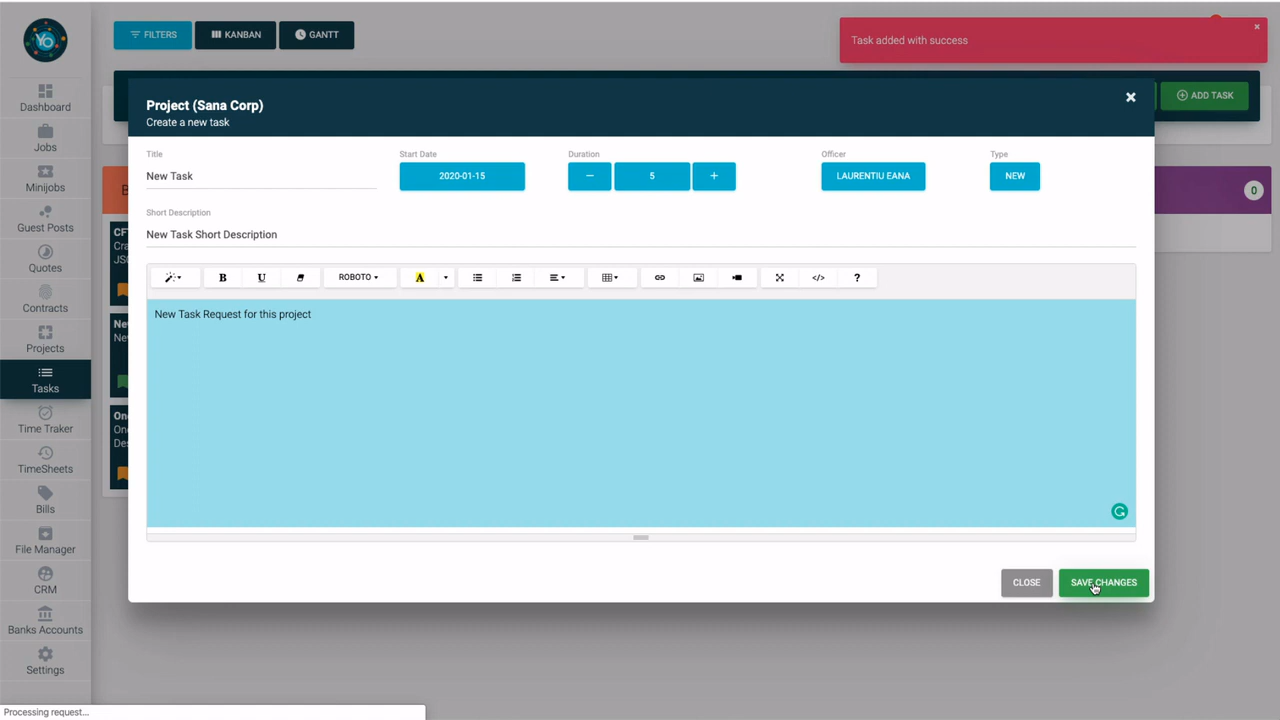 Yo
FILTERS
KANBAN
GANTT
Task added with success
×
ADD TASK
Dashboard
Jobs
Minijobs
Guest Posts
Quotes
Contracts
Projects
Tasks
Time Traker
TimeSheets
Bills
File Manager
CRM
Banks Accounts
Settings
0
Project (Sana Corp)
Create a new task
Title
Start Date
Duration
Officer
Type
New Task
2020-01-15
5
LAURENTIU EANA
NEW
Short Description
New Task Short Description
B U ROBOTO A </> ?
New Task Request for this project
CLOSE
SAVE CHANGES
Processing request...